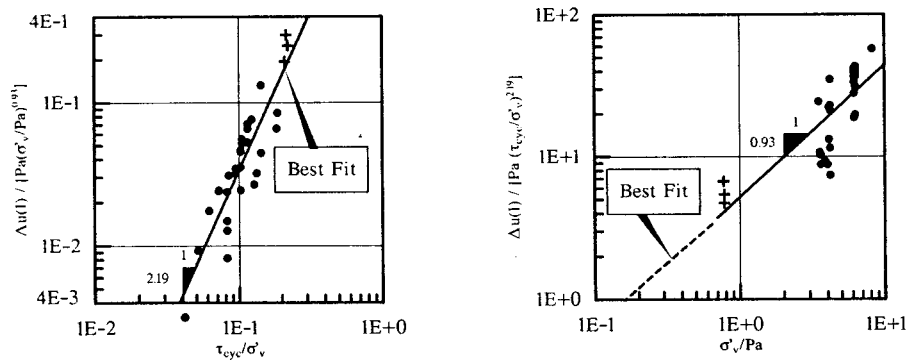 4E-1
1E-1
1E-2
4E-3
Δu(l) / [Pa(σ'v/Pa)^0.93]
Best Fit
1
2.19
1E-2
1E-1
1E+0
τcyc/σ'v
1E+2
1E+1
1E+0
Δu(l) / [Pa (τcyc/σ'v)^2.19]
1
0.93
Best Fit
1E-1
1E+0
1E+1
σ'v/Pa